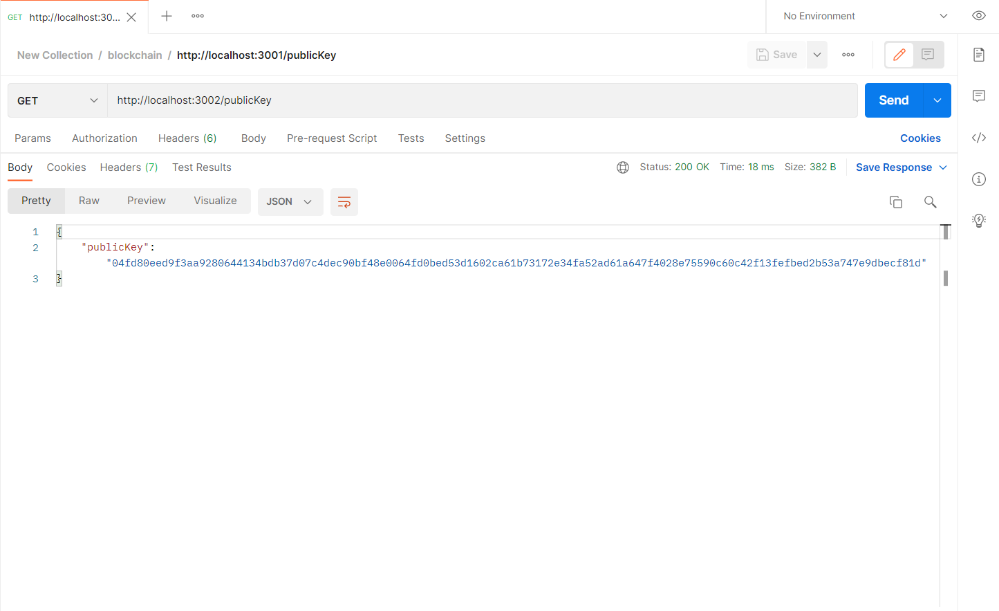 GET http://localhost:30...
No Environment
New Collection / blockchain / http://localhost:3001/publicKey
Save
GET http://localhost:3002/publicKey
Send
Params Authorization Headers (6) Body Pre-request Script Tests Settings Cookies
Body Cookies Headers (7) Test Results Status: 200 OK Time: 18 ms Size: 382 B Save Response
Pretty Raw Preview Visualize JSON
1 {
2 "publicKey":
"04fd80eed9f3aa9280644134bdb37d07c4dec90bf48e0064fd0bed53d1602ca61b73172e34fa52ad61a647f4028e75590c60c42f13fefbed2b53a747e9dbecf81d"
3 }